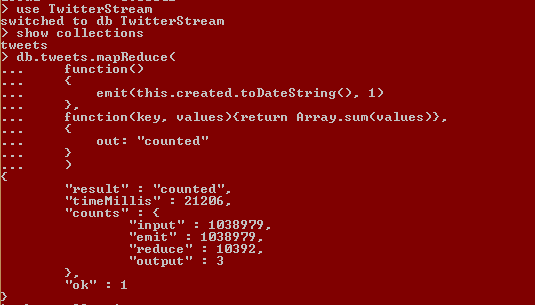 > use TwitterStream
switched to db TwitterStream
> show collections
tweets
> db.tweets.mapReduce(
... function()
... {
... emit(this.created.toDateString(), 1)
... },
... function(key, values){return Array.sum(values)},
... {
... out: "counted"
... }
... )
{
"result" : "counted",
"timeMillis" : 21206,
"counts" : {
"input" : 1038979,
"emit" : 1038979,
"reduce" : 10392,
"output" : 3
},
"ok" : 1
}